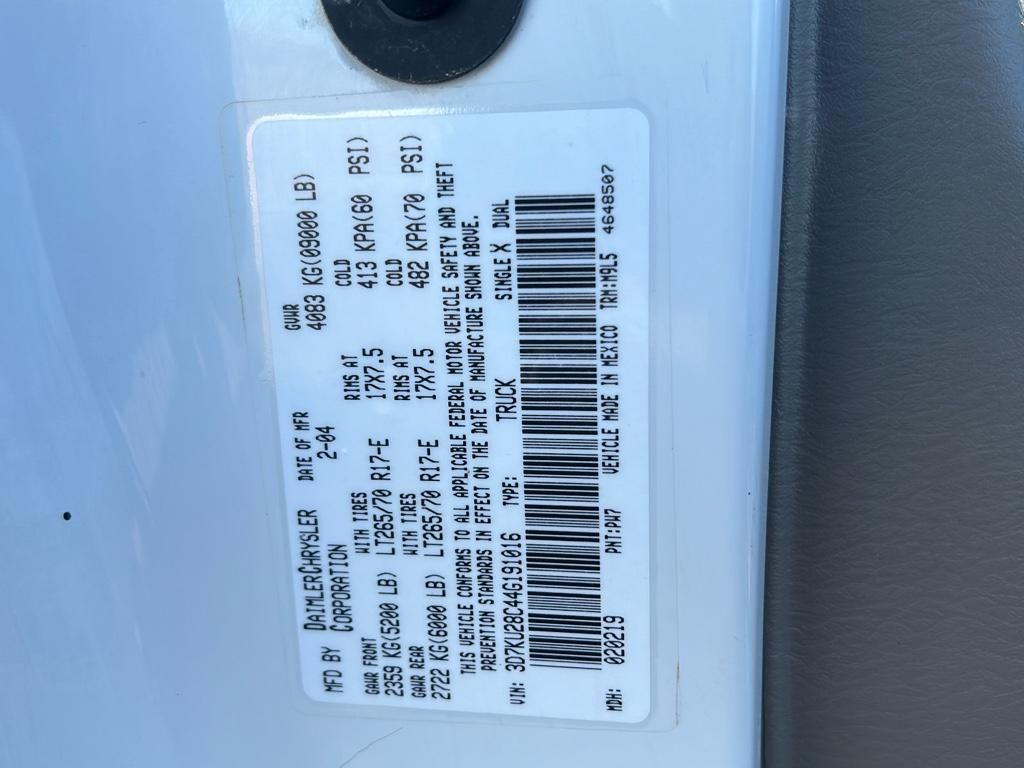 MFD BY DAIMLERCHRYSLER CORPORATION DATE OF MFR 2-04 GVWR 4083 KG(09000 LB)
GAWR FRONT WITH TIRES RIMS AT COLD
2359 KG(5200 LB) LT265/70 R17-E 17X7.5 413 KPA(60 PSI)
GAWR REAR WITH TIRES RIMS AT COLD
2722 KG(6000 LB) LT265/70 R17-E 17X7.5 482 KPA(70 PSI)
THIS VEHICLE CONFORMS TO ALL APPLICABLE FEDERAL MOTOR VEHICLE SAFETY AND THEFT
PREVENTION STANDARDS IN EFFECT ON THE DATE OF MANUFACTURE SHOWN ABOVE.
VIN: 3D7KU28C44G191016 TYPE: TRUCK SINGLE X DUAL
MDH: 020219 PNT:PW7 VEHICLE MADE IN MEXICO TRM:M9L5 4648507